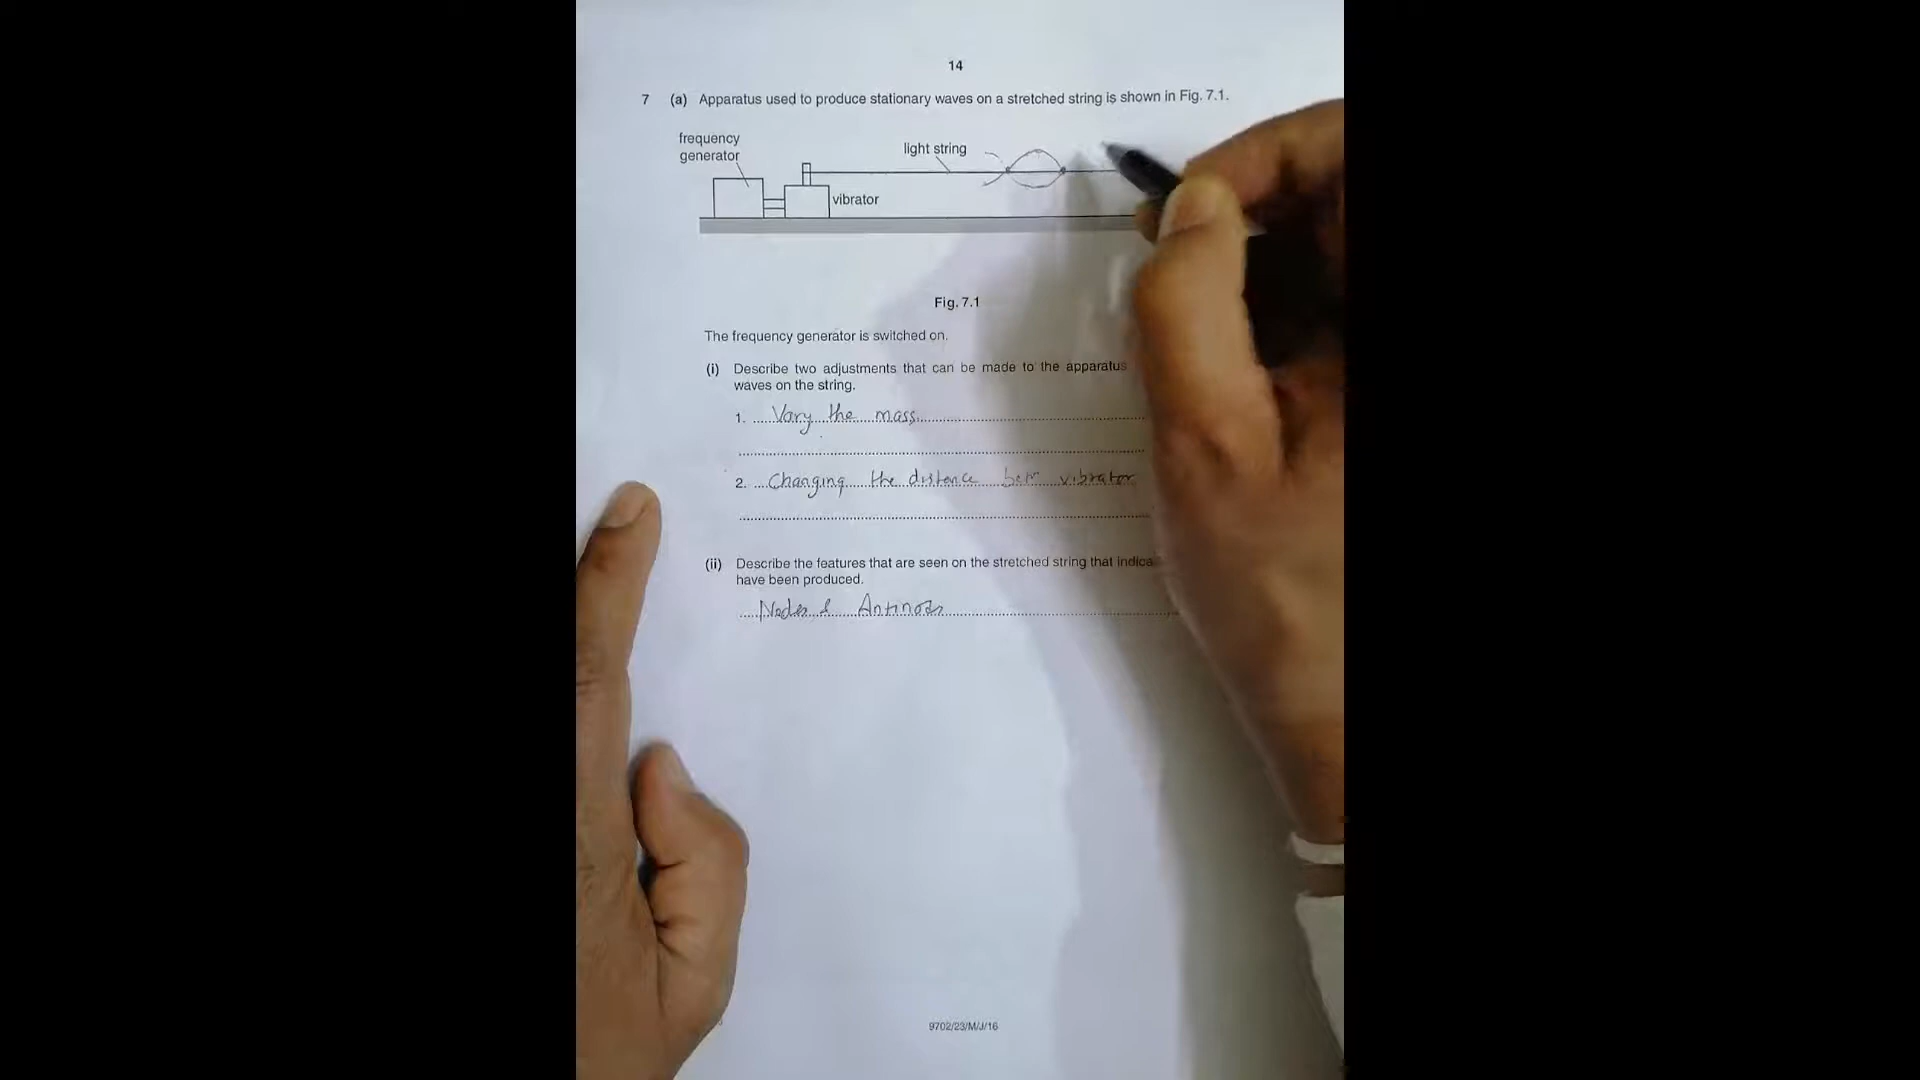 14
7 (a) Apparatus used to produce stationary waves on a stretched string is shown in Fig. 7.1.
frequency
generator
light string
vibrator
Fig. 7.1
The frequency generator is switched on.
(i) Describe two adjustments that can be made to the apparatus
waves on the string.
1. Vary the mass
2. Changing the distance betn vibrator
(ii) Describe the features that are seen on the stretched string that indica
have been produced.
Nodes &
9702/23/M/J/16